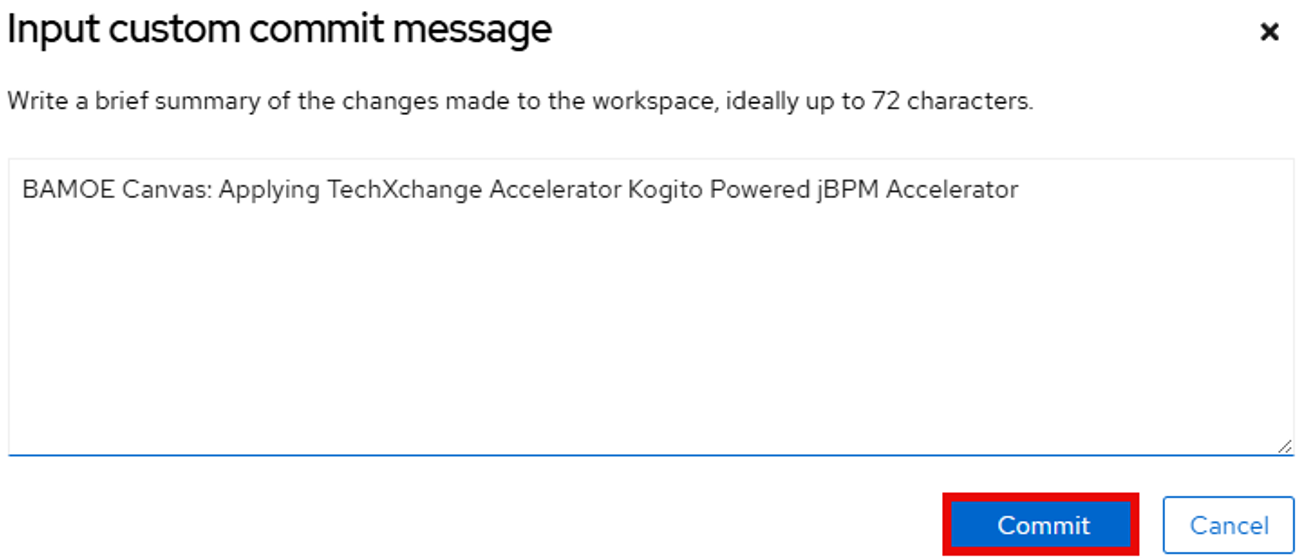 Input custom commit message
Write a brief summary of the changes made to the workspace, ideally up to 72 characters.
BAMOE Canvas: Applying TechXchange Accelerator Kogito Powered jBPM Accelerator
Commit
Cancel